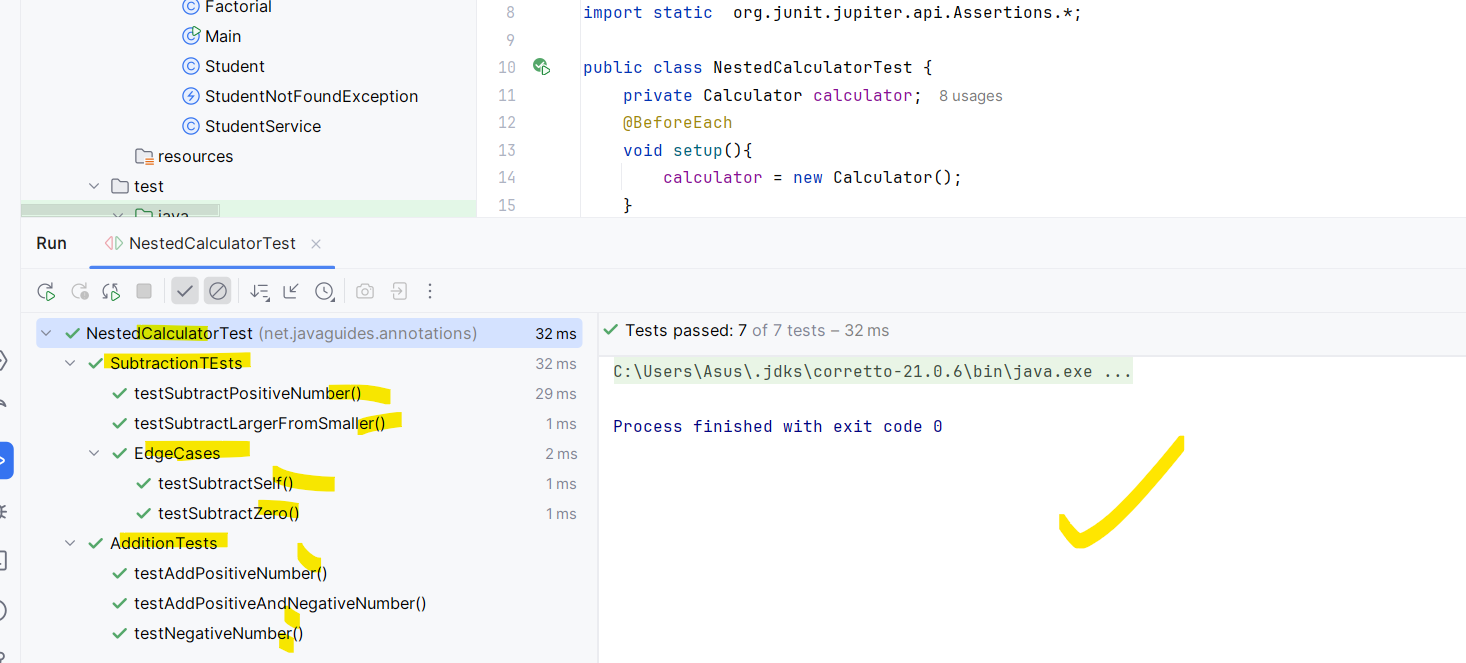 Factorial
Main
Student
StudentNotFoundException
StudentService
resources
test
java
8 import static  org.junit.jupiter.api.Assertions.*;
9
10 public class NestedCalculatorTest {
11 private Calculator calculator; 8 usages
12 @BeforeEach
13 void setup(){
14 calculator = new Calculator();
15 }
Run NestedCalculatorTest
NestedCalculatorTest (net.javaguides.annotations) 32 ms
SubtractionTEsts 32 ms
testSubtractPositiveNumber() 29 ms
testSubtractLargerFromSmaller() 1 ms
EdgeCases 2 ms
testSubtractSelf() 1 ms
testSubtractZero() 1 ms
AdditionTests
testAddPositiveNumber()
testAddPositiveAndNegativeNumber()
testNegativeNumber()
Tests passed: 7 of 7 tests – 32 ms
C:\Users\Asus\.jdks\corretto-21.0.6\bin\java.exe ...
Process finished with exit code 0